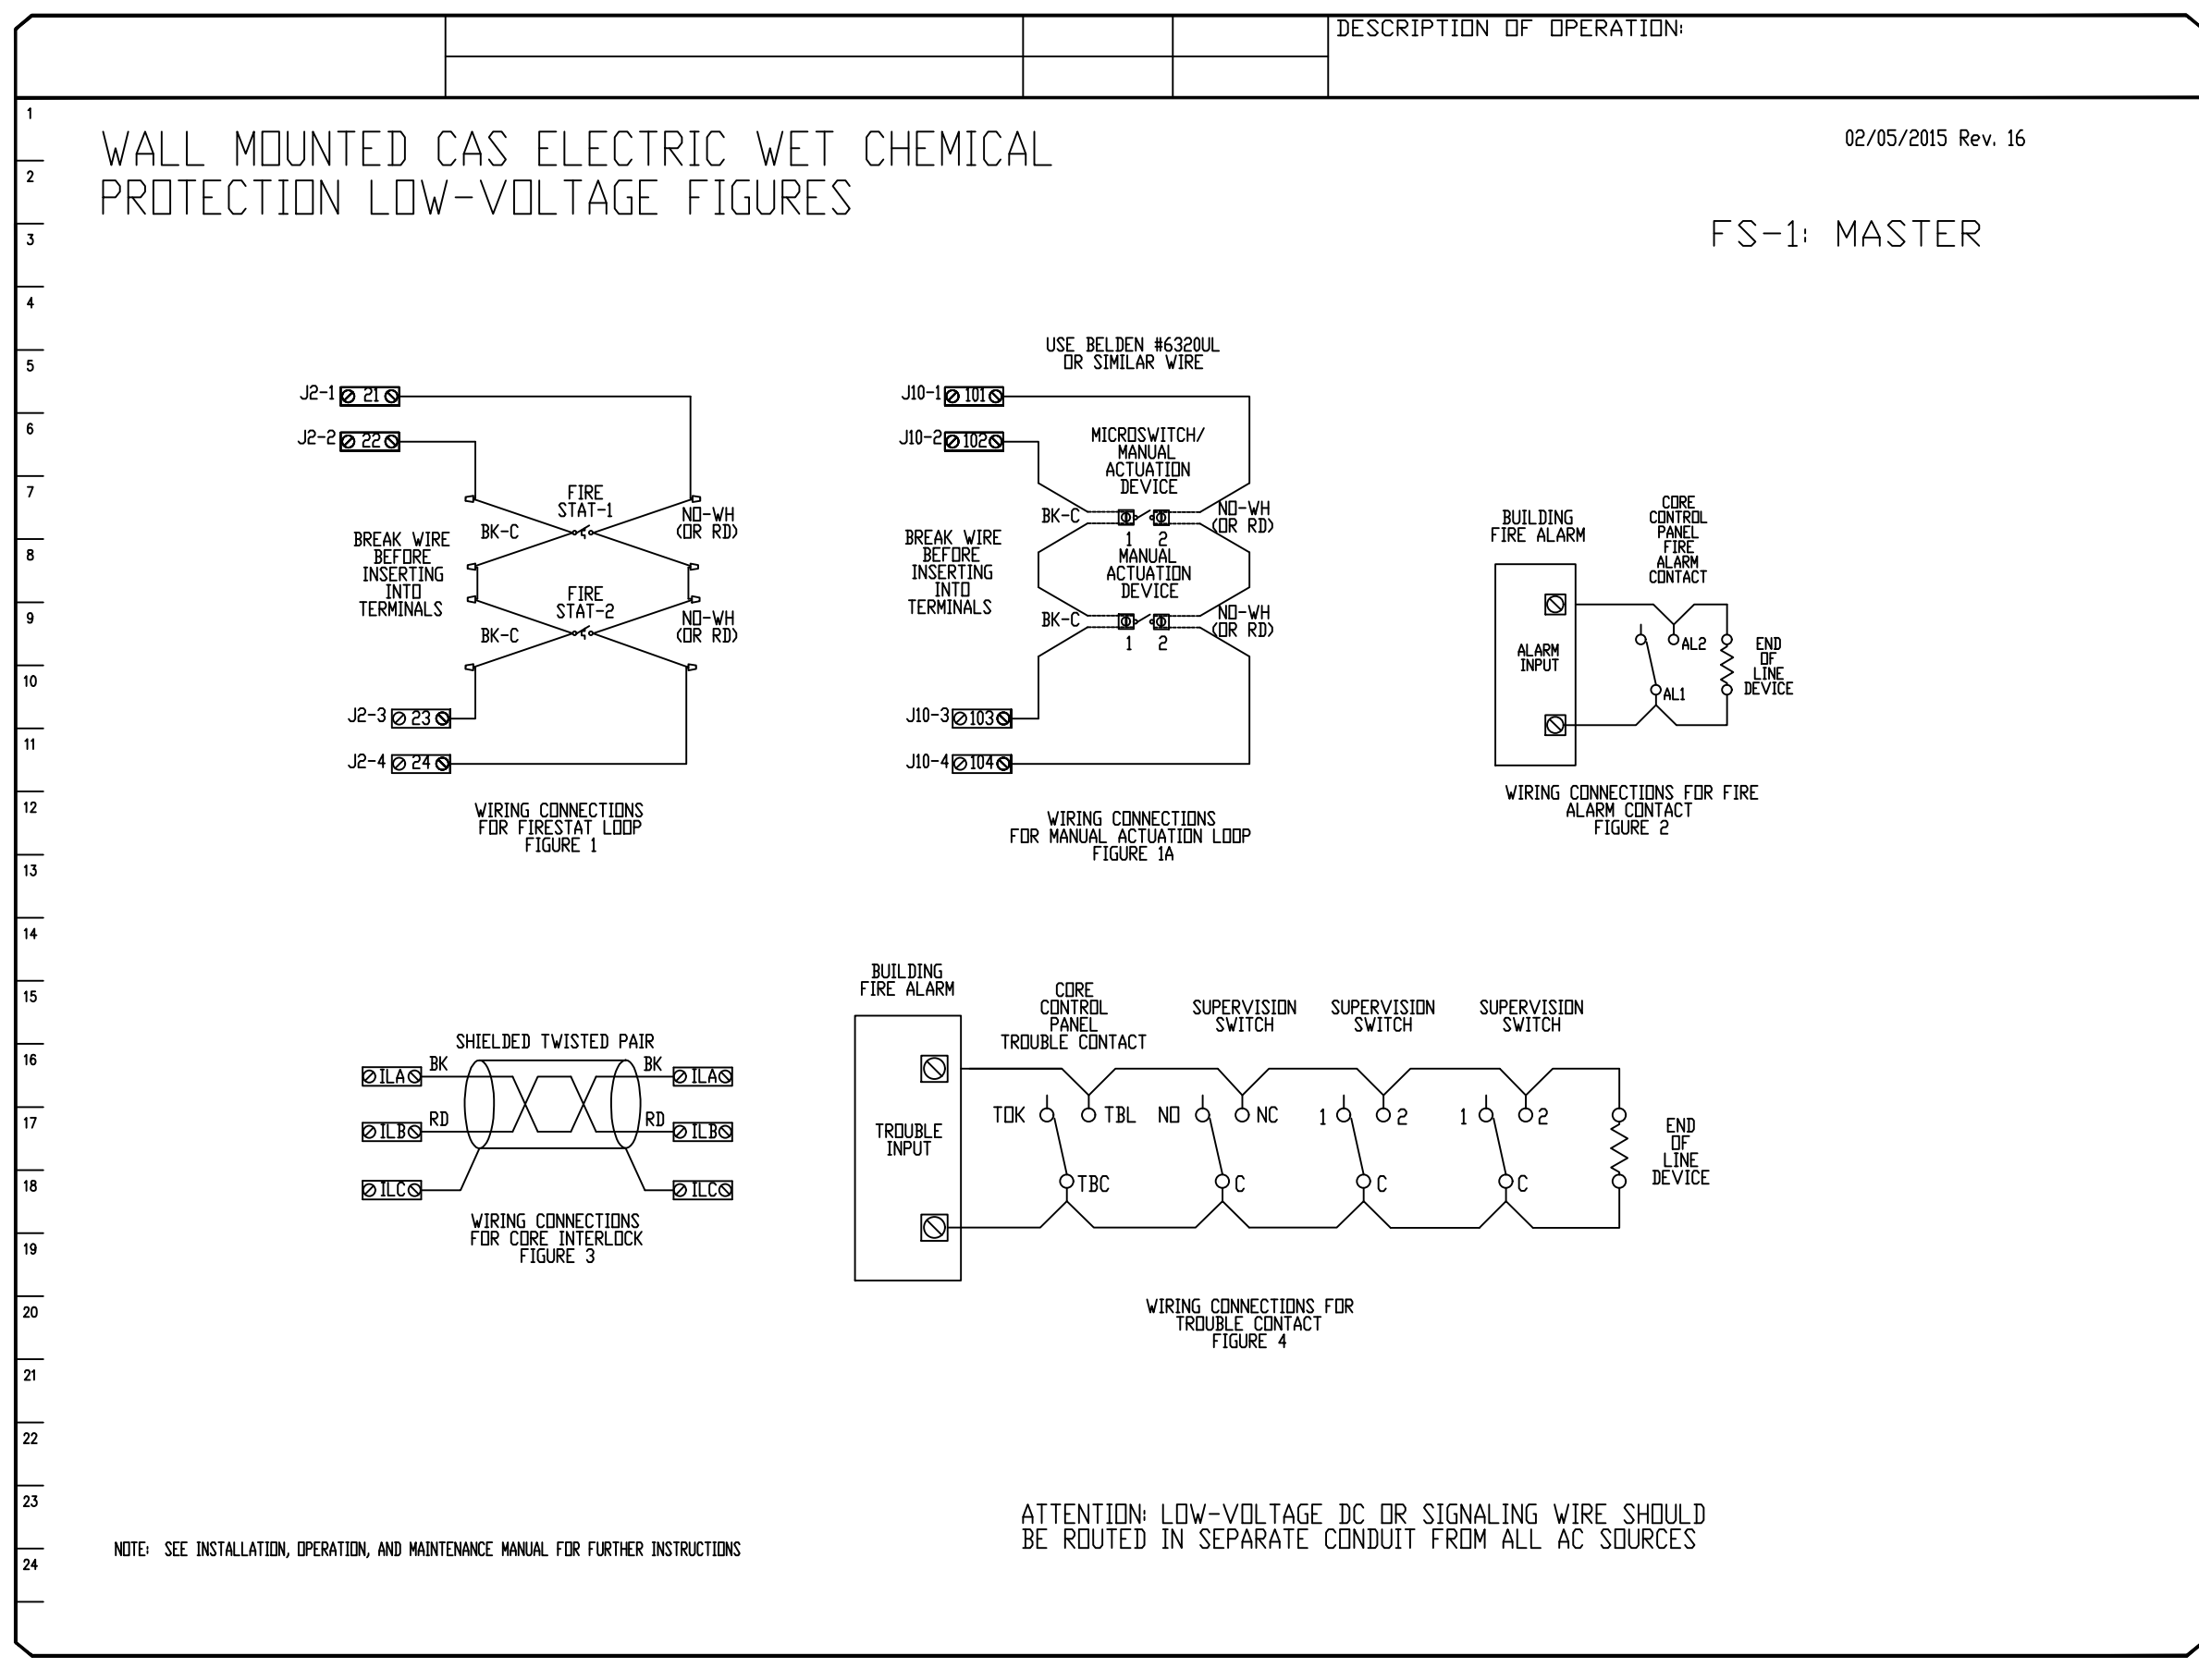 DESCRIPTION OF OPERATION:
WALL MOUNTED CAS ELECTRIC WET CHEMICAL
PROTECTION LOW-VOLTAGE FIGURES
02/05/2015 Rev. 16
FS-1: MASTER
1
2
3
4
5
6
7
8
9
10
11
12
13
14
15
16
17
18
19
20
21
22
23
24
J2-1 21
J2-2 22
FIRE
STAT-1
BK-C
NO-WH
(OR RD)
BREAK WIRE
BEFORE
INSERTING
INTO
TERMINALS
FIRE
STAT-2
BK-C
NO-WH
(OR RD)
J2-3 23
J2-4 24
WIRING CONNECTIONS
FOR FIRESTAT LOOP
FIGURE 1
USE BELDEN #6320UL
OR SIMILAR WIRE
J10-1 101
J10-2 102
MICROSWITCH/
MANUAL
ACTUATION
DEVICE
BK-C
NO-WH
(OR RD)
1 2
BREAK WIRE
BEFORE
INSERTING
INTO
TERMINALS
MANUAL
ACTUATION
DEVICE
BK-C
NO-WH
(OR RD)
1 2
J10-3 103
J10-4 104
WIRING CONNECTIONS
FOR MANUAL ACTUATION LOOP
FIGURE 1A
BUILDING
FIRE ALARM
CORE
CONTROL
PANEL
FIRE
ALARM
CONTACT
ALARM
INPUT
AL2
AL1
END
OF
LINE
DEVICE
WIRING CONNECTIONS FOR FIRE
ALARM CONTACT
FIGURE 2
SHIELDED TWISTED PAIR
ILA BK BK ILA
ILB RD RD ILB
ILC ILC
WIRING CONNECTIONS
FOR CORE INTERLOCK
FIGURE 3
BUILDING
FIRE ALARM
CORE
CONTROL
PANEL
TROUBLE CONTACT
SUPERVISION
SWITCH
SUPERVISION
SWITCH
SUPERVISION
SWITCH
TROUBLE
INPUT
TOK TBL NO NC 1 2 1 2
TBC C C C
END
OF
LINE
DEVICE
WIRING CONNECTIONS FOR
TROUBLE CONTACT
FIGURE 4
NOTE: SEE INSTALLATION, OPERATION, AND MAINTENANCE MANUAL FOR FURTHER INSTRUCTIONS
ATTENTION: LOW-VOLTAGE DC OR SIGNALING WIRE SHOULD
BE ROUTED IN SEPARATE CONDUIT FROM ALL AC SOURCES